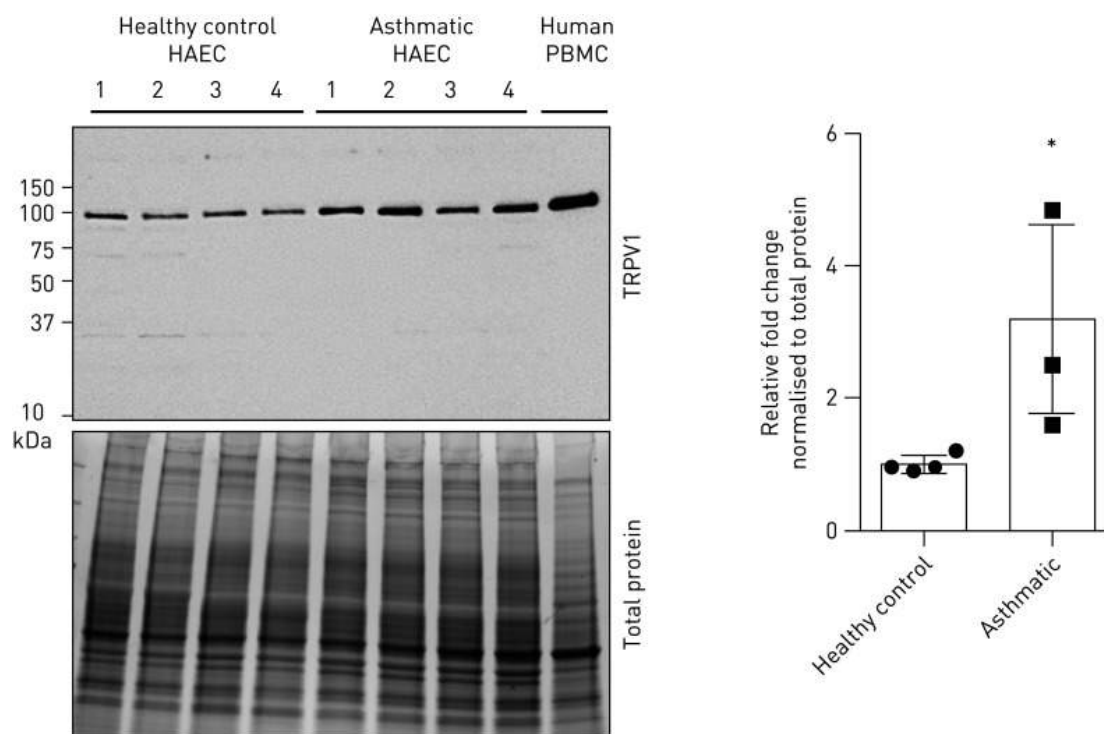 Healthy control
HAEC
Asthmatic
HAEC
Human
PBMC
1 2 3 4 1 2 3 4
150
100
75
50
37
10
kDa
TRPV1
Total protein
Relative fold change
normalised to total protein
6
4
2
0
*
Healthy control
Asthmatic